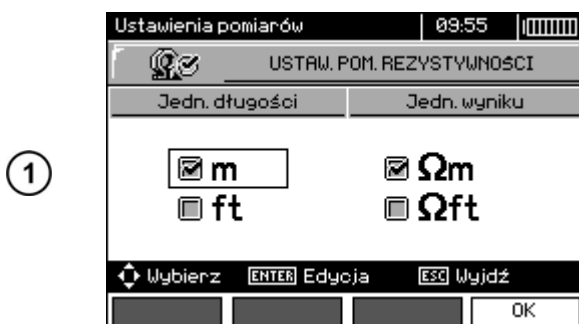 Ustawienia pomiarów 09:55
USTAW. POM. REZYSTYWNOŚCI
Jedn. długości Jedn. wyniku
1
m Ωm
ft Ωft
Wybierz ENTER Edycja ESC Wyjdź
OK